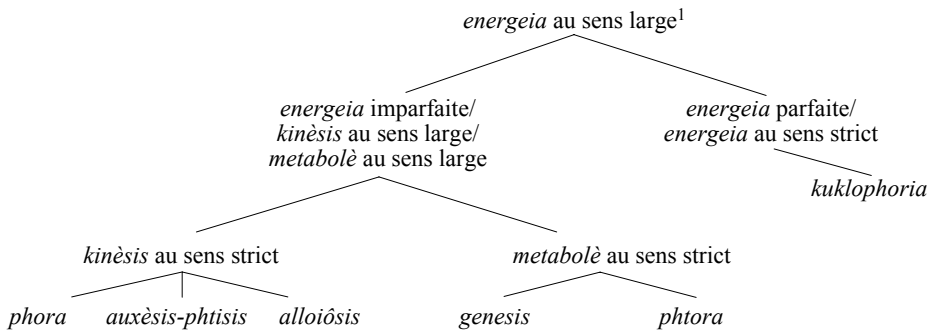 energeia au sens large¹
energeia imparfaite/
kinèsis au sens large/
metabolè au sens large
energeia parfaite/
energeia au sens strict
kuklophoria
kinèsis au sens strict
metabolè au sens strict
phora auxèsis-phtisis alloiôsis genesis phtora